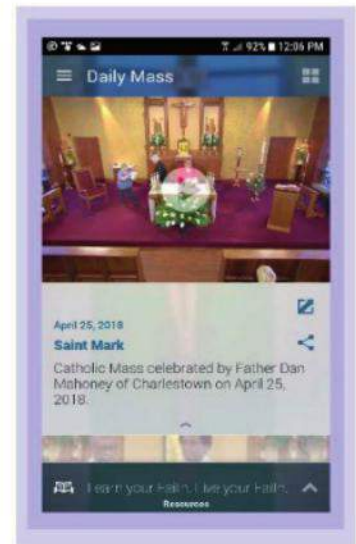 92% 12:06 PM
Daily Mass
April 25, 2018
Saint Mark
Catholic Mass celebrated by Father Dan
Mahoney of Charlestown on April 25,
2018.
Learn your Faith. Live your Faith.
Resources